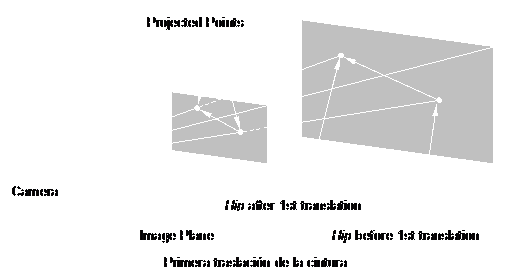 Projected Points
Camera
Hip after 1st translation
Image Plane
Hip before 1st translation
Primera traslación de la cintura